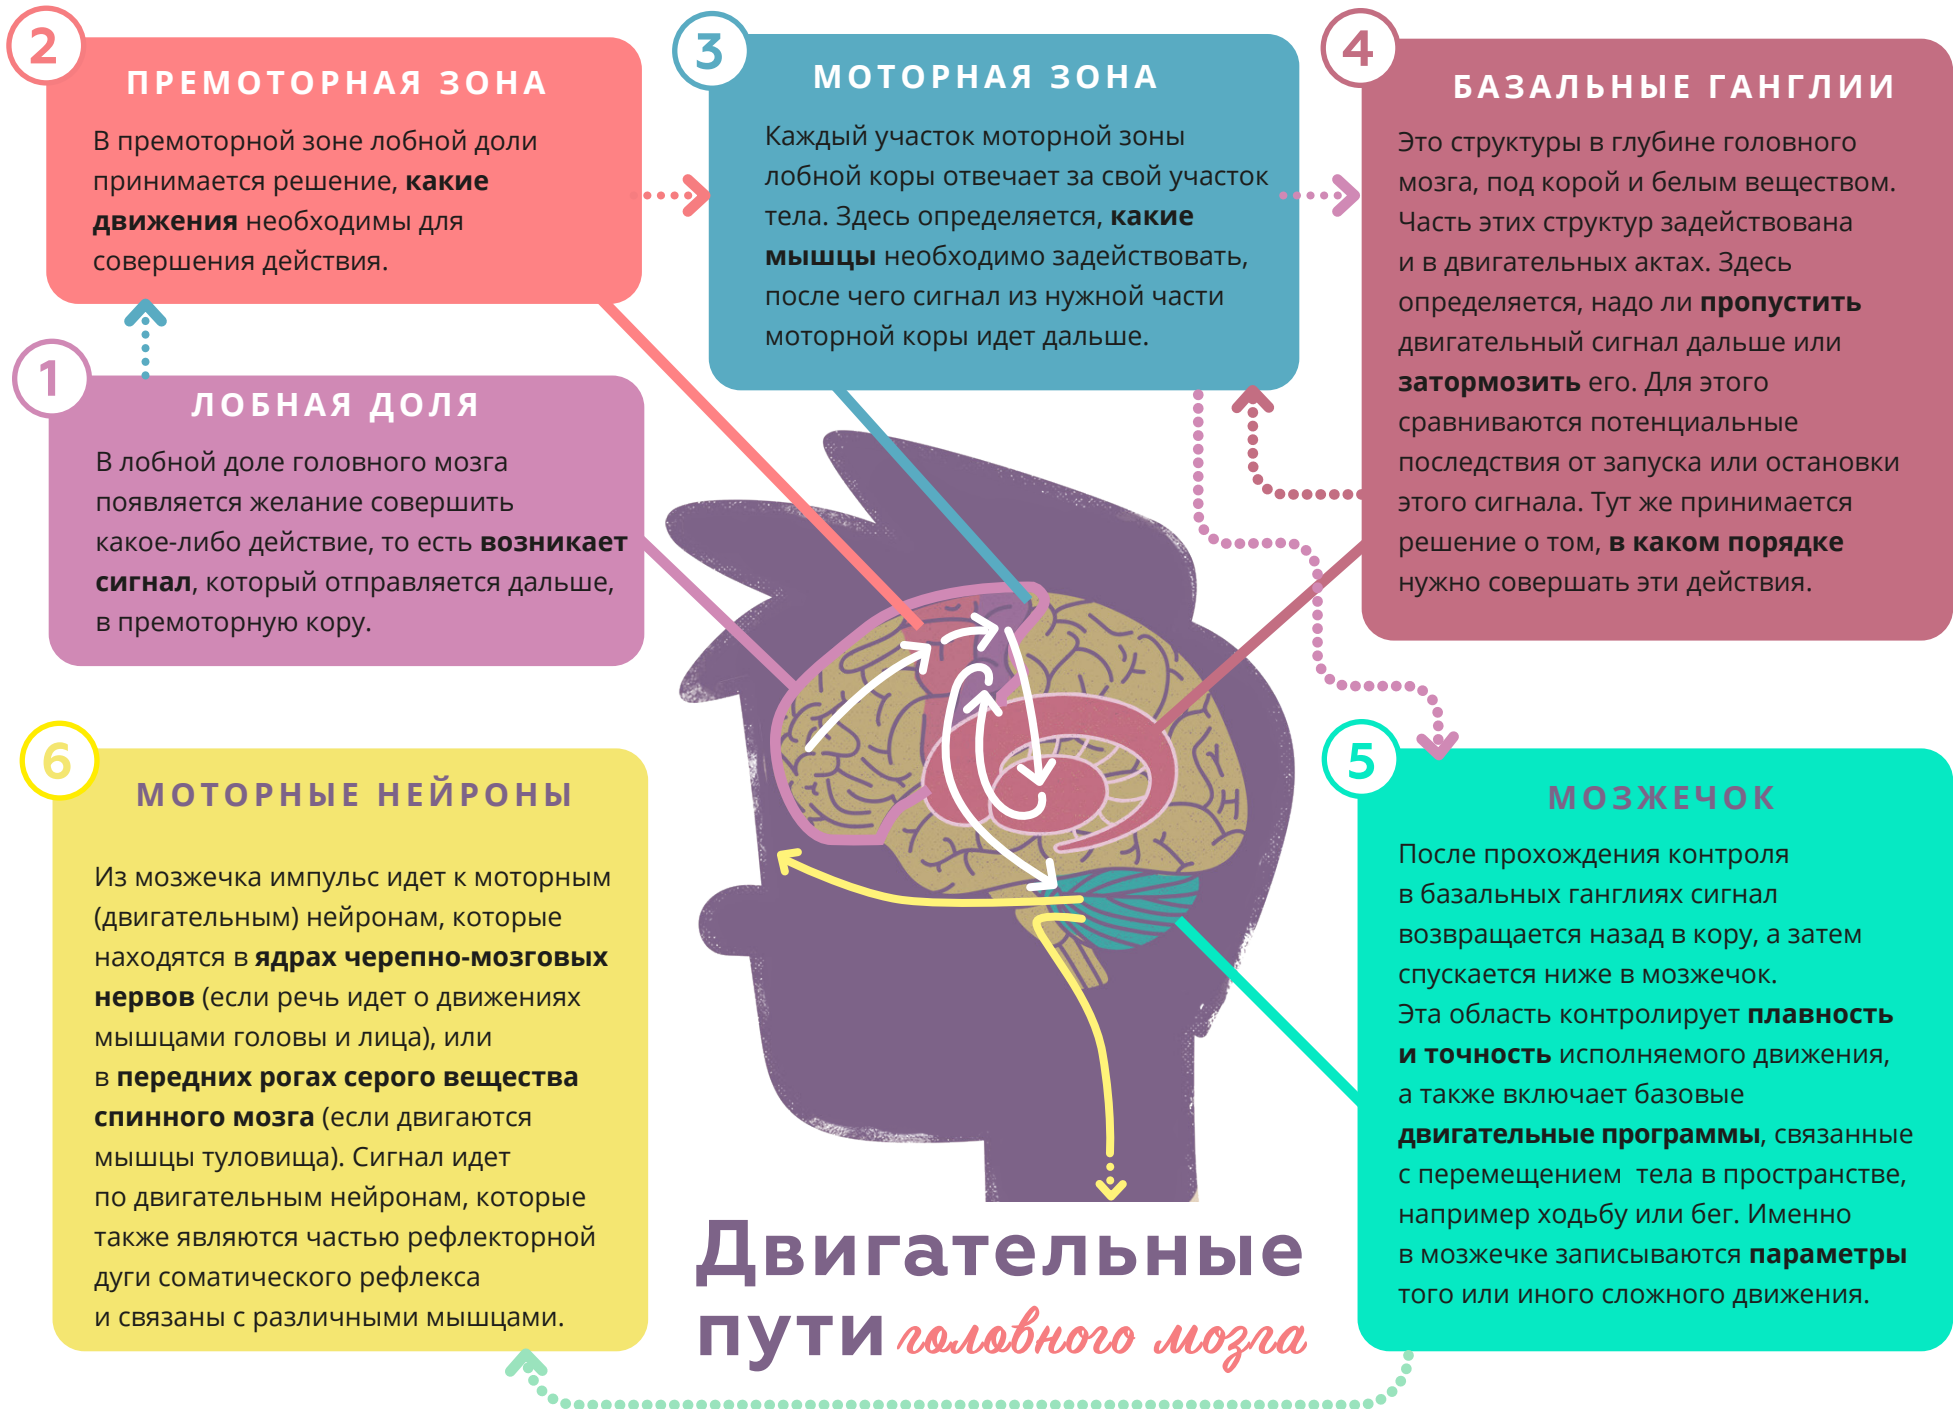 1
ЛОБНАЯ ДОЛЯ
В лобной доле головного мозга
появляется желание совершить
какое-либо действие, то есть возникает
сигнал, который отправляется дальше,
в премоторную кору.
2
ПРЕМОТОРНАЯ ЗОНА
В премоторной зоне лобной доли
принимается решение, какие
движения необходимы для
совершения действия.
3
МОТОРНАЯ ЗОНА
Каждый участок моторной зоны
лобной коры отвечает за свой участок
тела. Здесь определяется, какие
мышцы необходимо задействовать,
после чего сигнал из нужной части
моторной коры идет дальше.
4
БАЗАЛЬНЫЕ ГАНГЛИИ
Это структуры в глубине головного
мозга, под корой и белым веществом.
Часть этих структур задействована
и в двигательных актах. Здесь
определяется, надо ли пропустить
двигательный сигнал дальше или
затормозить его. Для этого
сравниваются потенциальные
последствия от запуска или остановки
этого сигнала. Тут же принимается
решение о том, в каком порядке
нужно совершать эти действия.
5
МОЗЖЕЧОК
После прохождения контроля
в базальных ганглиях сигнал
возвращается назад в кору, а затем
спускается ниже в мозжечок.
Эта область контролирует плавность
и точность исполняемого движения,
а также включает базовые
двигательные программы, связанные
с перемещением  тела в пространстве,
например ходьбу или бег. Именно
в мозжечке записываются параметры
того или иного сложного движения.
6
МОТОРНЫЕ НЕЙРОНЫ
Из мозжечка импульс идет к моторным
(двигательным) нейронам, которые
находятся в ядрах черепно-мозговых
нервов (если речь идет о движениях
мышцами головы и лица), или
в передних рогах серого вещества
спинного мозга (если двигаются
мышцы туловища). Сигнал идет
по двигательным нейронам, которые
также являются частью рефлекторной
дуги соматического рефлекса
и связаны с различными мышцами.
Двигательные
пути головного мозга